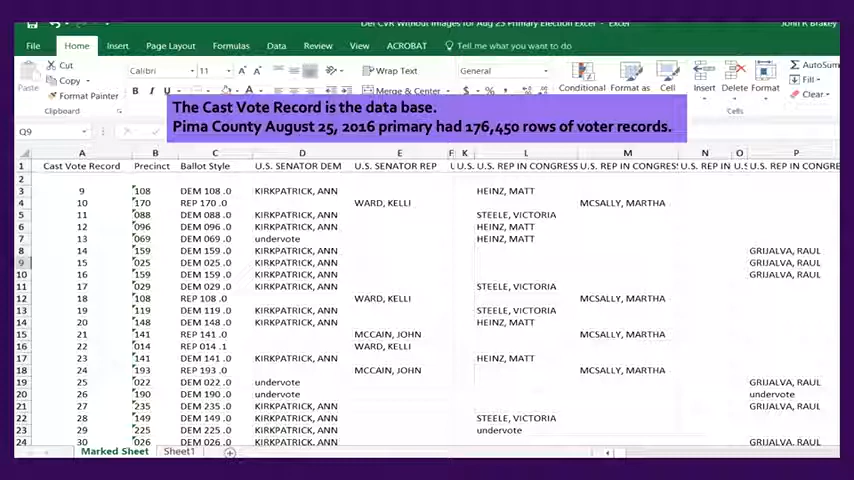 Del CVR Without Images for Aug 25 Primary Election Excel - Excel
John R Brakey
File Home Insert Page Layout Formulas Data Review View ACROBAT Tell me what you want to do
Cut Calibri 11 A A Wrap Text General AutoSum
Paste Copy Fill
Format Painter B I U Merge & Center $ % Conditional Format as Cell Insert Delete Format Clear
Clipboard Cells
The Cast Vote Record is the data base.
Pima County August 25, 2016 primary had 176,450 rows of voter records.
Q9
A B C D E F K L M N O P
1 Cast Vote Record Precinct Ballot Style U.S. SENATOR DEM U.S. SENATOR REP U.S. REP IN CONGRESS U.S. REP IN CONGRES U.S. REP IN U.S. REP IN CONGRE
2
3 9 108 DEM 108 .0 KIRKPATRICK, ANN HEINZ, MATT
4 10 170 REP 170 .0 WARD, KELLI MCSALLY, MARTHA
5 11 088 DEM 088 .0 KIRKPATRICK, ANN STEELE, VICTORIA
6 12 096 DEM 096 .0 KIRKPATRICK, ANN HEINZ, MATT
7 13 069 DEM 069 .0 undervote HEINZ, MATT
8 14 159 DEM 159 .0 KIRKPATRICK, ANN GRIJALVA, RAUL
9 15 025 DEM 025 .0 KIRKPATRICK, ANN GRIJALVA, RAUL
10 16 159 DEM 159 .0 KIRKPATRICK, ANN GRIJALVA, RAUL
11 17 029 DEM 029 .0 KIRKPATRICK, ANN STEELE, VICTORIA
12 18 108 REP 108 .0 WARD, KELLI MCSALLY, MARTHA
13 19 119 DEM 119 .0 KIRKPATRICK, ANN STEELE, VICTORIA
14 20 148 DEM 148 .0 KIRKPATRICK, ANN HEINZ, MATT
15 21 141 REP 141 .0 MCCAIN, JOHN MCSALLY, MARTHA
16 22 014 REP 014 .1 WARD, KELLI
17 23 141 DEM 141 .0 KIRKPATRICK, ANN HEINZ, MATT
18 24 193 REP 193 .0 MCCAIN, JOHN MCSALLY, MARTHA
19 25 022 DEM 022 .0 undervote GRIJALVA, RAUL
20 26 190 DEM 190 .0 undervote undervote
21 27 235 DEM 235 .0 KIRKPATRICK, ANN GRIJALVA, RAUL
22 28 149 DEM 149 .0 KIRKPATRICK, ANN STEELE, VICTORIA
23 29 225 DEM 225 .0 KIRKPATRICK, ANN undervote
24 30 026 DEM 026 .0 KIRKPATRICK, ANN GRIJALVA, RAUL
Marked Sheet Sheet1